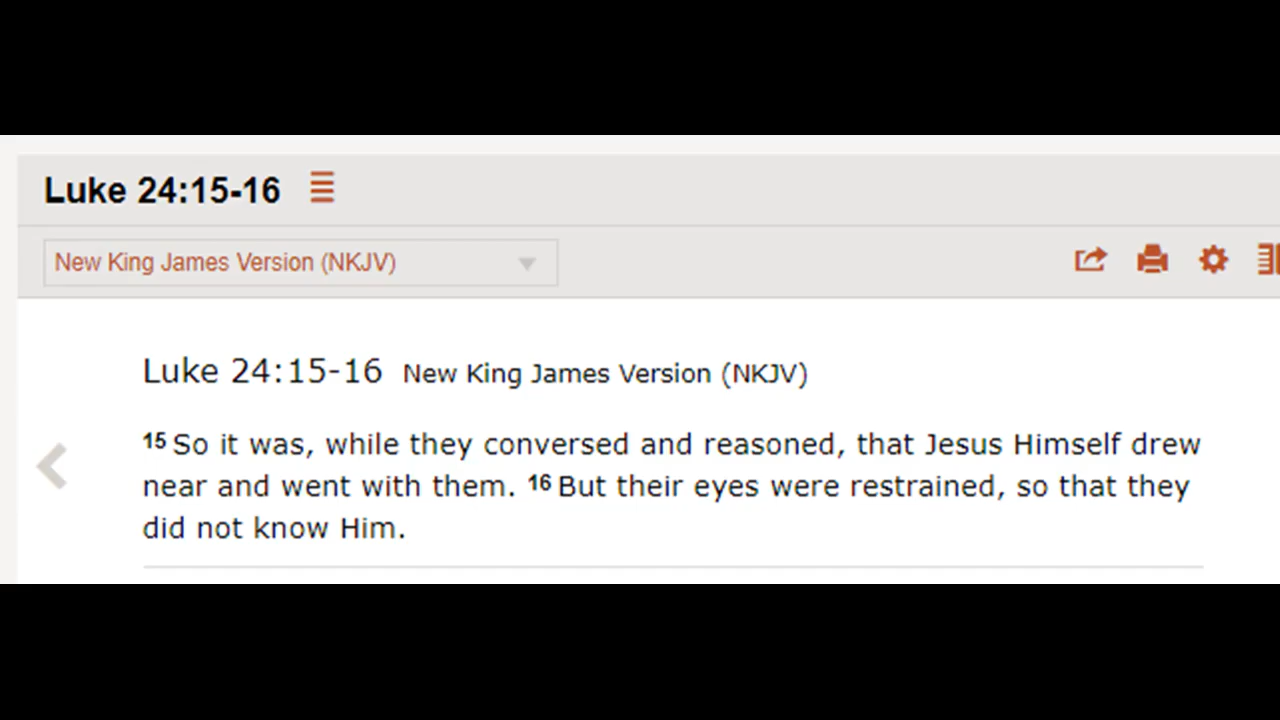 Luke 24:15-16
New King James Version (NKJV)
Luke 24:15-16 New King James Version (NKJV)
15 So it was, while they conversed and reasoned, that Jesus Himself drew
near and went with them. 16 But their eyes were restrained, so that they
did not know Him.